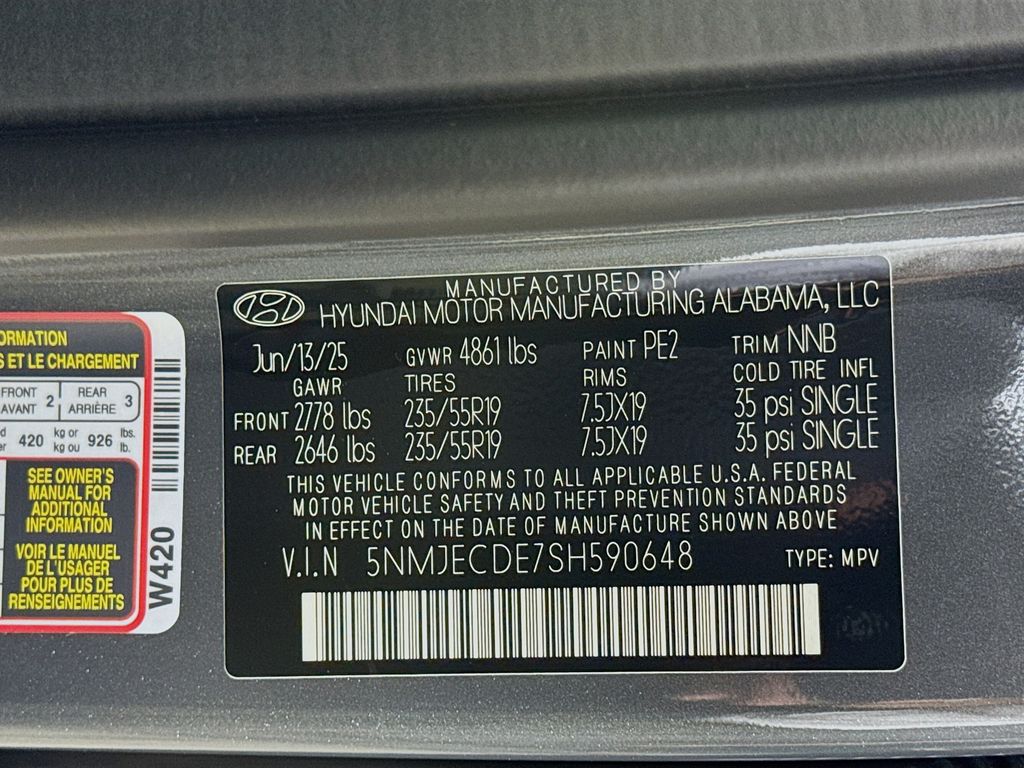 MANUFACTURED BY
HYUNDAI MOTOR MANUFACTURING ALABAMA, LLC
Jun/13/25 GVWR 4861 lbs PAINT PE2 TRIM NNB
GAWR TIRES RIMS COLD TIRE INFL
FRONT 2778 lbs 235/55R19 7.5JX19 35 psi SINGLE
REAR 2646 lbs 235/55R19 7.5JX19 35 psi SINGLE
THIS VEHICLE CONFORMS TO ALL APPLICABLE U.S.A. FEDERAL
MOTOR VEHICLE SAFETY AND THEFT PREVENTION STANDARDS
IN EFFECT ON THE DATE OF MANUFACTURE SHOWN ABOVE
V.I.N 5NMJECDE7SH590648 TYPE: MPV
ET LE CHARGEMENT
FRONT 2 REAR 3
AVANT ARRIÈRE
420 kg or 926 lbs.
kg ou lb.
SEE OWNER'S
MANUAL FOR
ADDITIONAL
INFORMATION
VOIR LE MANUEL
DE L'USAGER
POUR PLUS DE
RENSEIGNEMENTS
W420